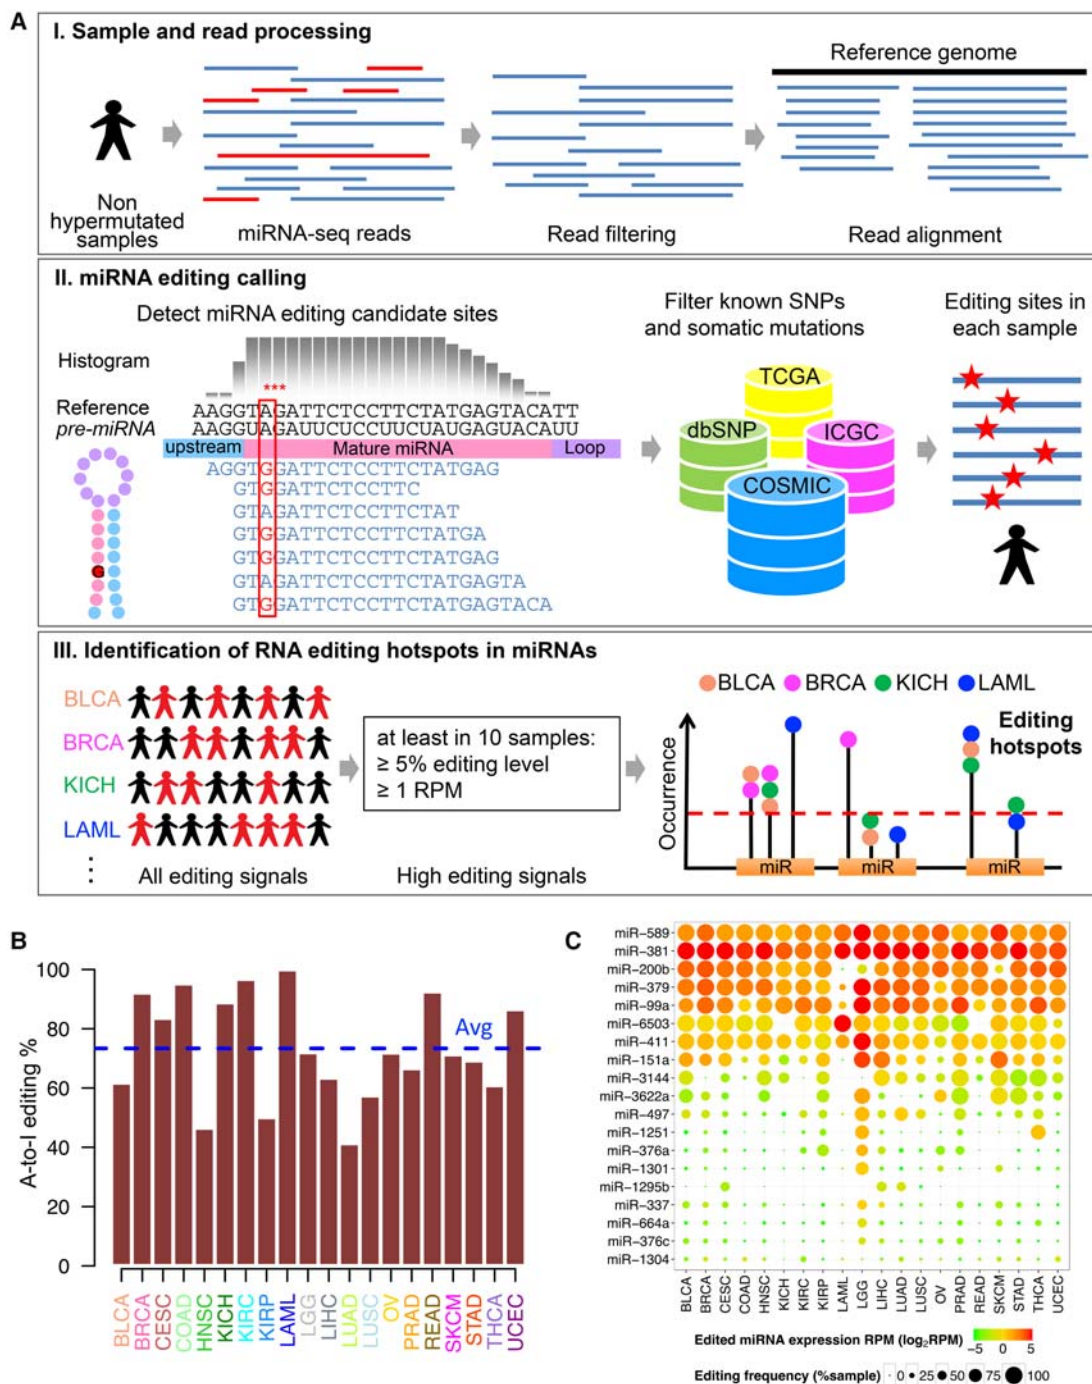 A
I. Sample and read processing
Reference genome
Non
hypermutated
samples
miRNA-seq reads
Read filtering
Read alignment
II. miRNA editing calling
Detect miRNA editing candidate sites
Filter known SNPs
and somatic mutations
Editing sites in
each sample
Histogram
***
Reference
AAGGTAGATTCTCCTTCTATGAGTACATT
pre-miRNA
AAGGUAGAUUCUCCUUCUAUGAGUACAUU
upstream Mature miRNA Loop
AGGTGGATTCTCCTTCTATGAG
GTGGATTCTCCTTC
GTAGATTCTCCTTCTAT
GTGGATTCTCCTTCTATGA
GTGGATTCTCCTTCTATGAG
GTAGATTCTCCTTCTATGAGTA
GTGGATTCTCCTTCTATGAGTACA
G
TCGA
dbSNP
ICGC
COSMIC
III. Identification of RNA editing hotspots in miRNAs
BLCA
BRCA
KICH
LAML
All editing signals
at least in 10 samples:
≥ 5% editing level
≥ 1 RPM
High editing signals
BLCA BRCA KICH LAML
Editing
hotspots
Occurrence
miR miR miR
B
A-to-I editing %
100
80
60
40
20
0
Avg
BLCA
BRCA
CESC
COAD
HNSC
KICH
KIRC
KIRP
LAML
LGG
LIHC
LUAD
LUSC
OV
PRAD
READ
SKCM
STAD
THCA
UCEC
C
miR−589
miR−381
miR−200b
miR−379
miR−99a
miR−6503
miR−411
miR−151a
miR−3144
miR−3622a
miR−497
miR−1251
miR−376a
miR−1301
miR−1295b
miR−337
miR−664a
miR−376c
miR−1304
BLCA
BRCA
CESC
COAD
HNSC
KICH
KIRC
KIRP
LAML
LGG
LIHC
LUAD
LUSC
OV
PRAD
READ
SKCM
STAD
THCA
UCEC
Edited miRNA expression RPM (log₂RPM)
−5 0 5
Editing frequency (%sample) 0 25 50 75 100